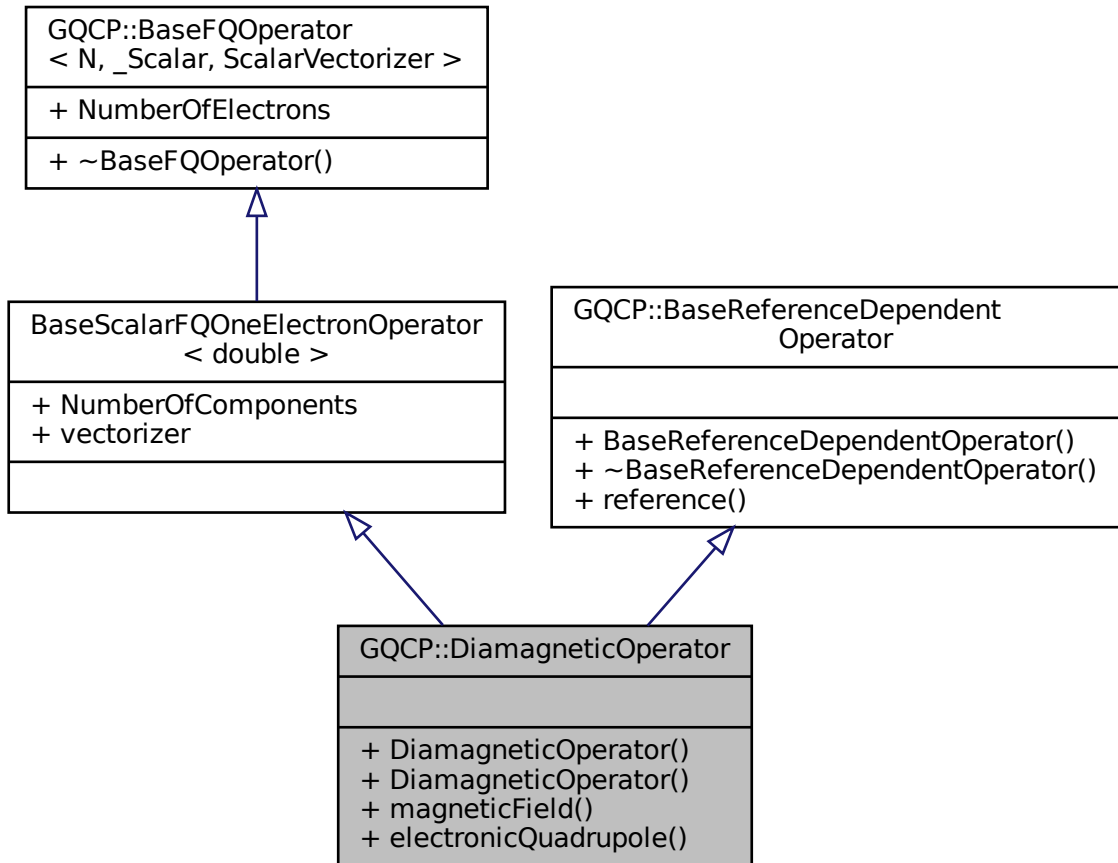 GQCP::BaseFQOperator
< N, _Scalar, ScalarVectorizer >
+ NumberOfElectrons
+ ~BaseFQOperator()
BaseScalarFQOneElectronOperator
< double >
+ NumberOfComponents
+ vectorizer
GQCP::BaseReferenceDependent
Operator
+ BaseReferenceDependentOperator()
+ ~BaseReferenceDependentOperator()
+ reference()
GQCP::DiamagneticOperator
+ DiamagneticOperator()
+ DiamagneticOperator()
+ magneticField()
+ electronicQuadrupole()